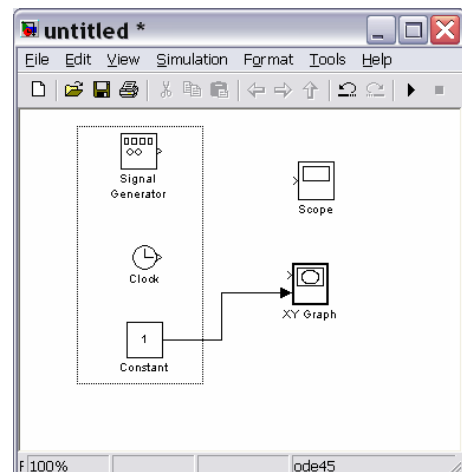 untitled *
File Edit View Simulation Format Tools Help
Signal
Generator
Scope
Clock
XY Graph
1
Constant
F 100% ode45